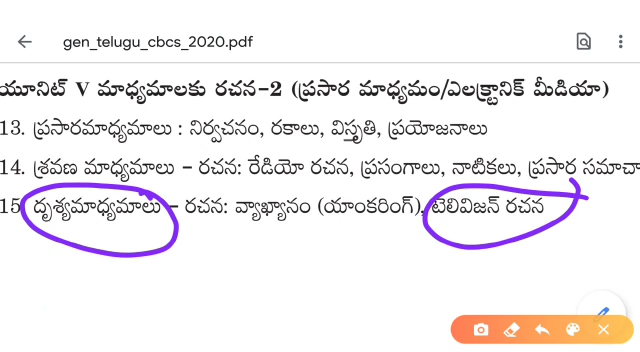 gen_telugu_cbcs_2020.pdf
యూనిట్ V మాధ్యమాలకు రచన-2 (ప్రసార మాధ్యమం/ఎలక్ట్రానిక్ మీడియా)
13. ప్రసారమాధ్యమాలు : నిర్వచనం, రకాలు, విస్తృతి, ప్రయోజనాలు
14. శ్రవణ మాధ్యమాలు - రచన: రేడియో రచన, ప్రసంగాలు, నాటికలు, ప్రసార సమాచా
15 దృశ్యమాధ్యమాలు - రచన: వ్యాఖ్యానం (యాంకరింగ్), టెలివిజన్ రచన